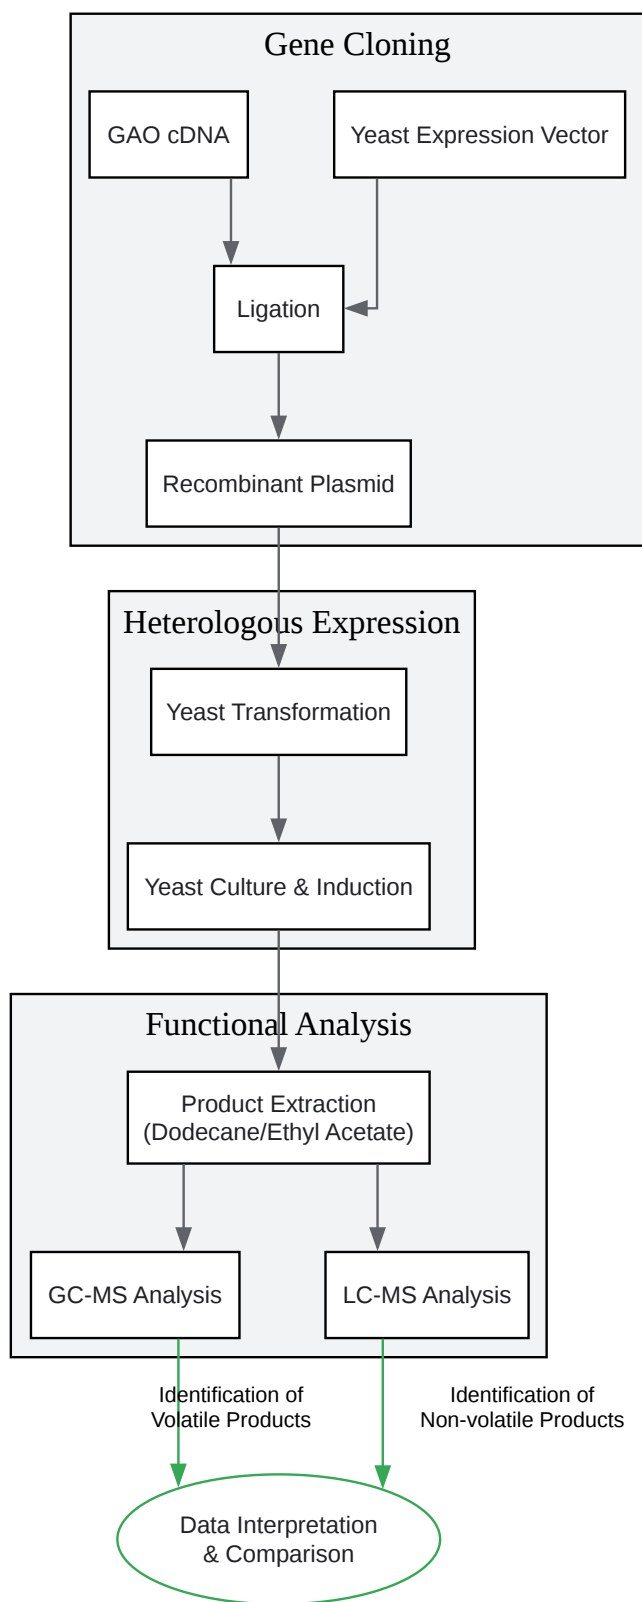 Gene Cloning
GAO cDNA
Yeast Expression Vector
Ligation
Recombinant Plasmid
Heterologous Expression
Yeast Transformation
Yeast Culture & Induction
Functional Analysis
Product Extraction
(Dodecane/Ethyl Acetate)
GC-MS Analysis
LC-MS Analysis
Identification of
Volatile Products
Identification of
Non-volatile Products
Data Interpretation
& Comparison